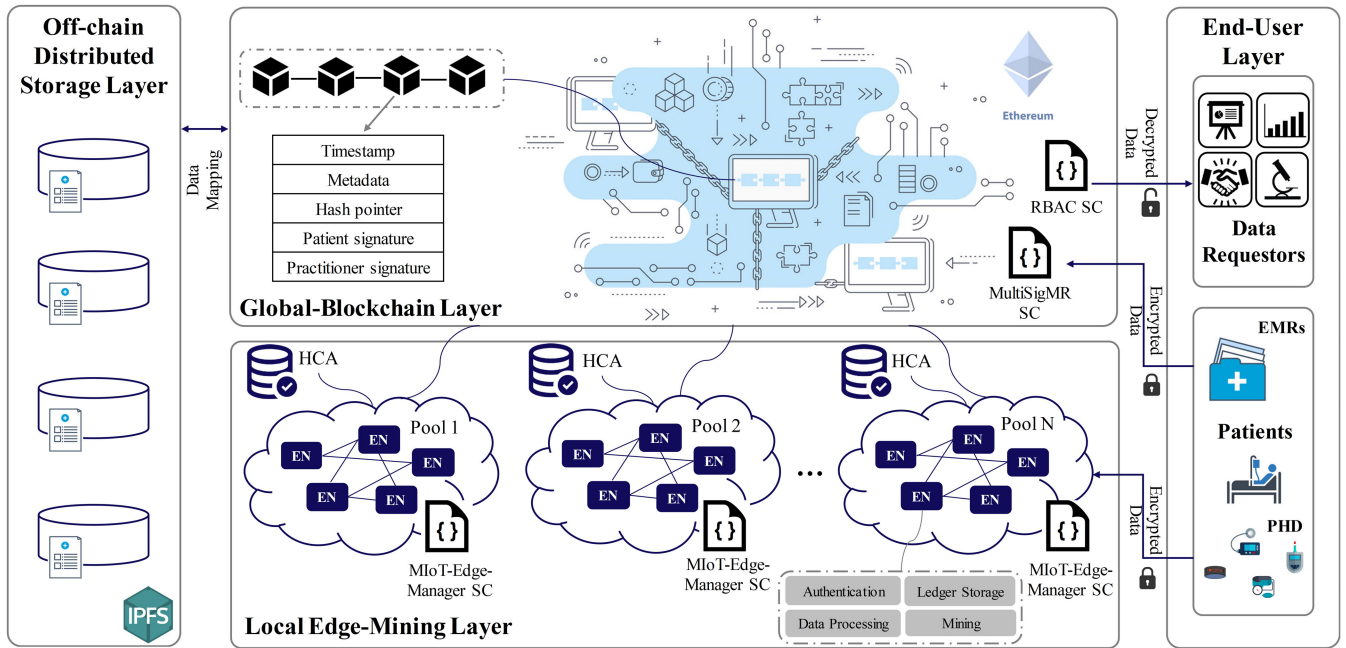 Off-chain
Distributed
Storage Layer
IPFS
Data
Mapping
Timestamp
Metadata
Hash pointer
Patient signature
Practitioner signature
Global-Blockchain Layer
Ethereum
{ }
RBAC SC
{ }
MultiSigMR
SC
Decrypted
Data
Encrypted
Data
Encrypted
Data
End-User
Layer
Data
Requestors
EMRs
Patients
PHD
HCA
Pool 1
EN
EN
EN
EN
EN
{ }
MIoT-Edge-
Manager SC
HCA
Pool 2
EN
EN
EN
EN
EN
{ }
MIoT-Edge-
Manager SC
...
HCA
Pool N
EN
EN
EN
EN
EN
{ }
MIoT-Edge-
Manager SC
Authentication
Ledger Storage
Data Processing
Mining
Local Edge-Mining Layer